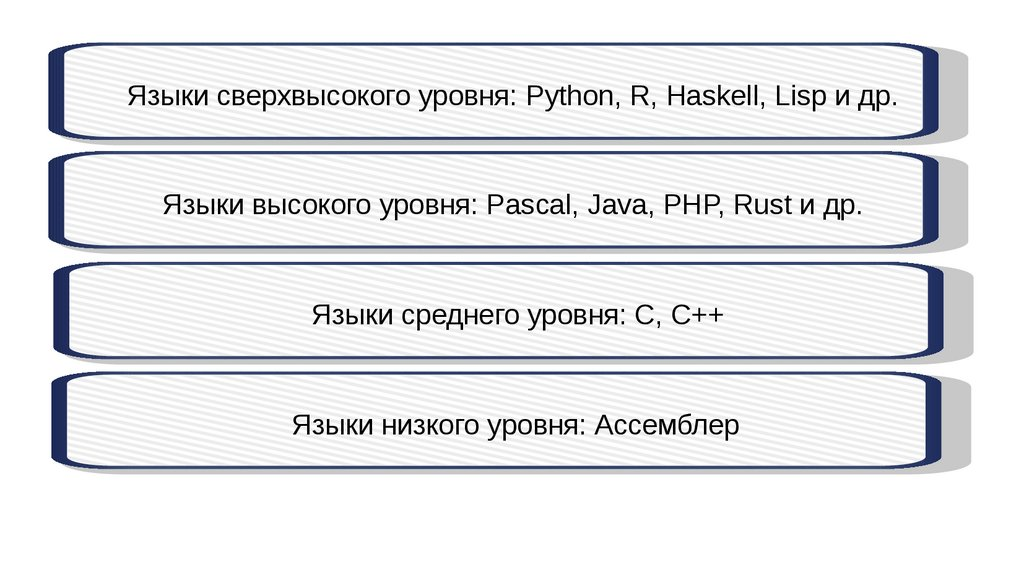 Языки сверхвысокого уровня: Python, R, Haskell, Lisp и др.
Языки высокого уровня: Pascal, Java, PHP, Rust и др.
Языки среднего уровня: C, C++
Языки низкого уровня: Ассемблер